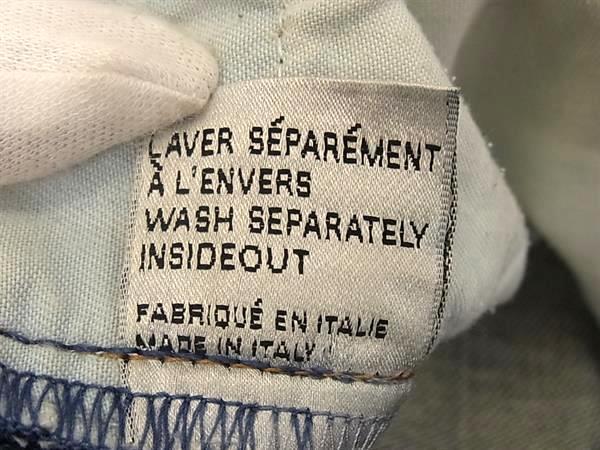 LAVER SÉPARÉMENT
À L'ENVERS
WASH SEPARATELY
INSIDEOUT
FABRIQUÉ EN ITALIE
MADE IN ITALY